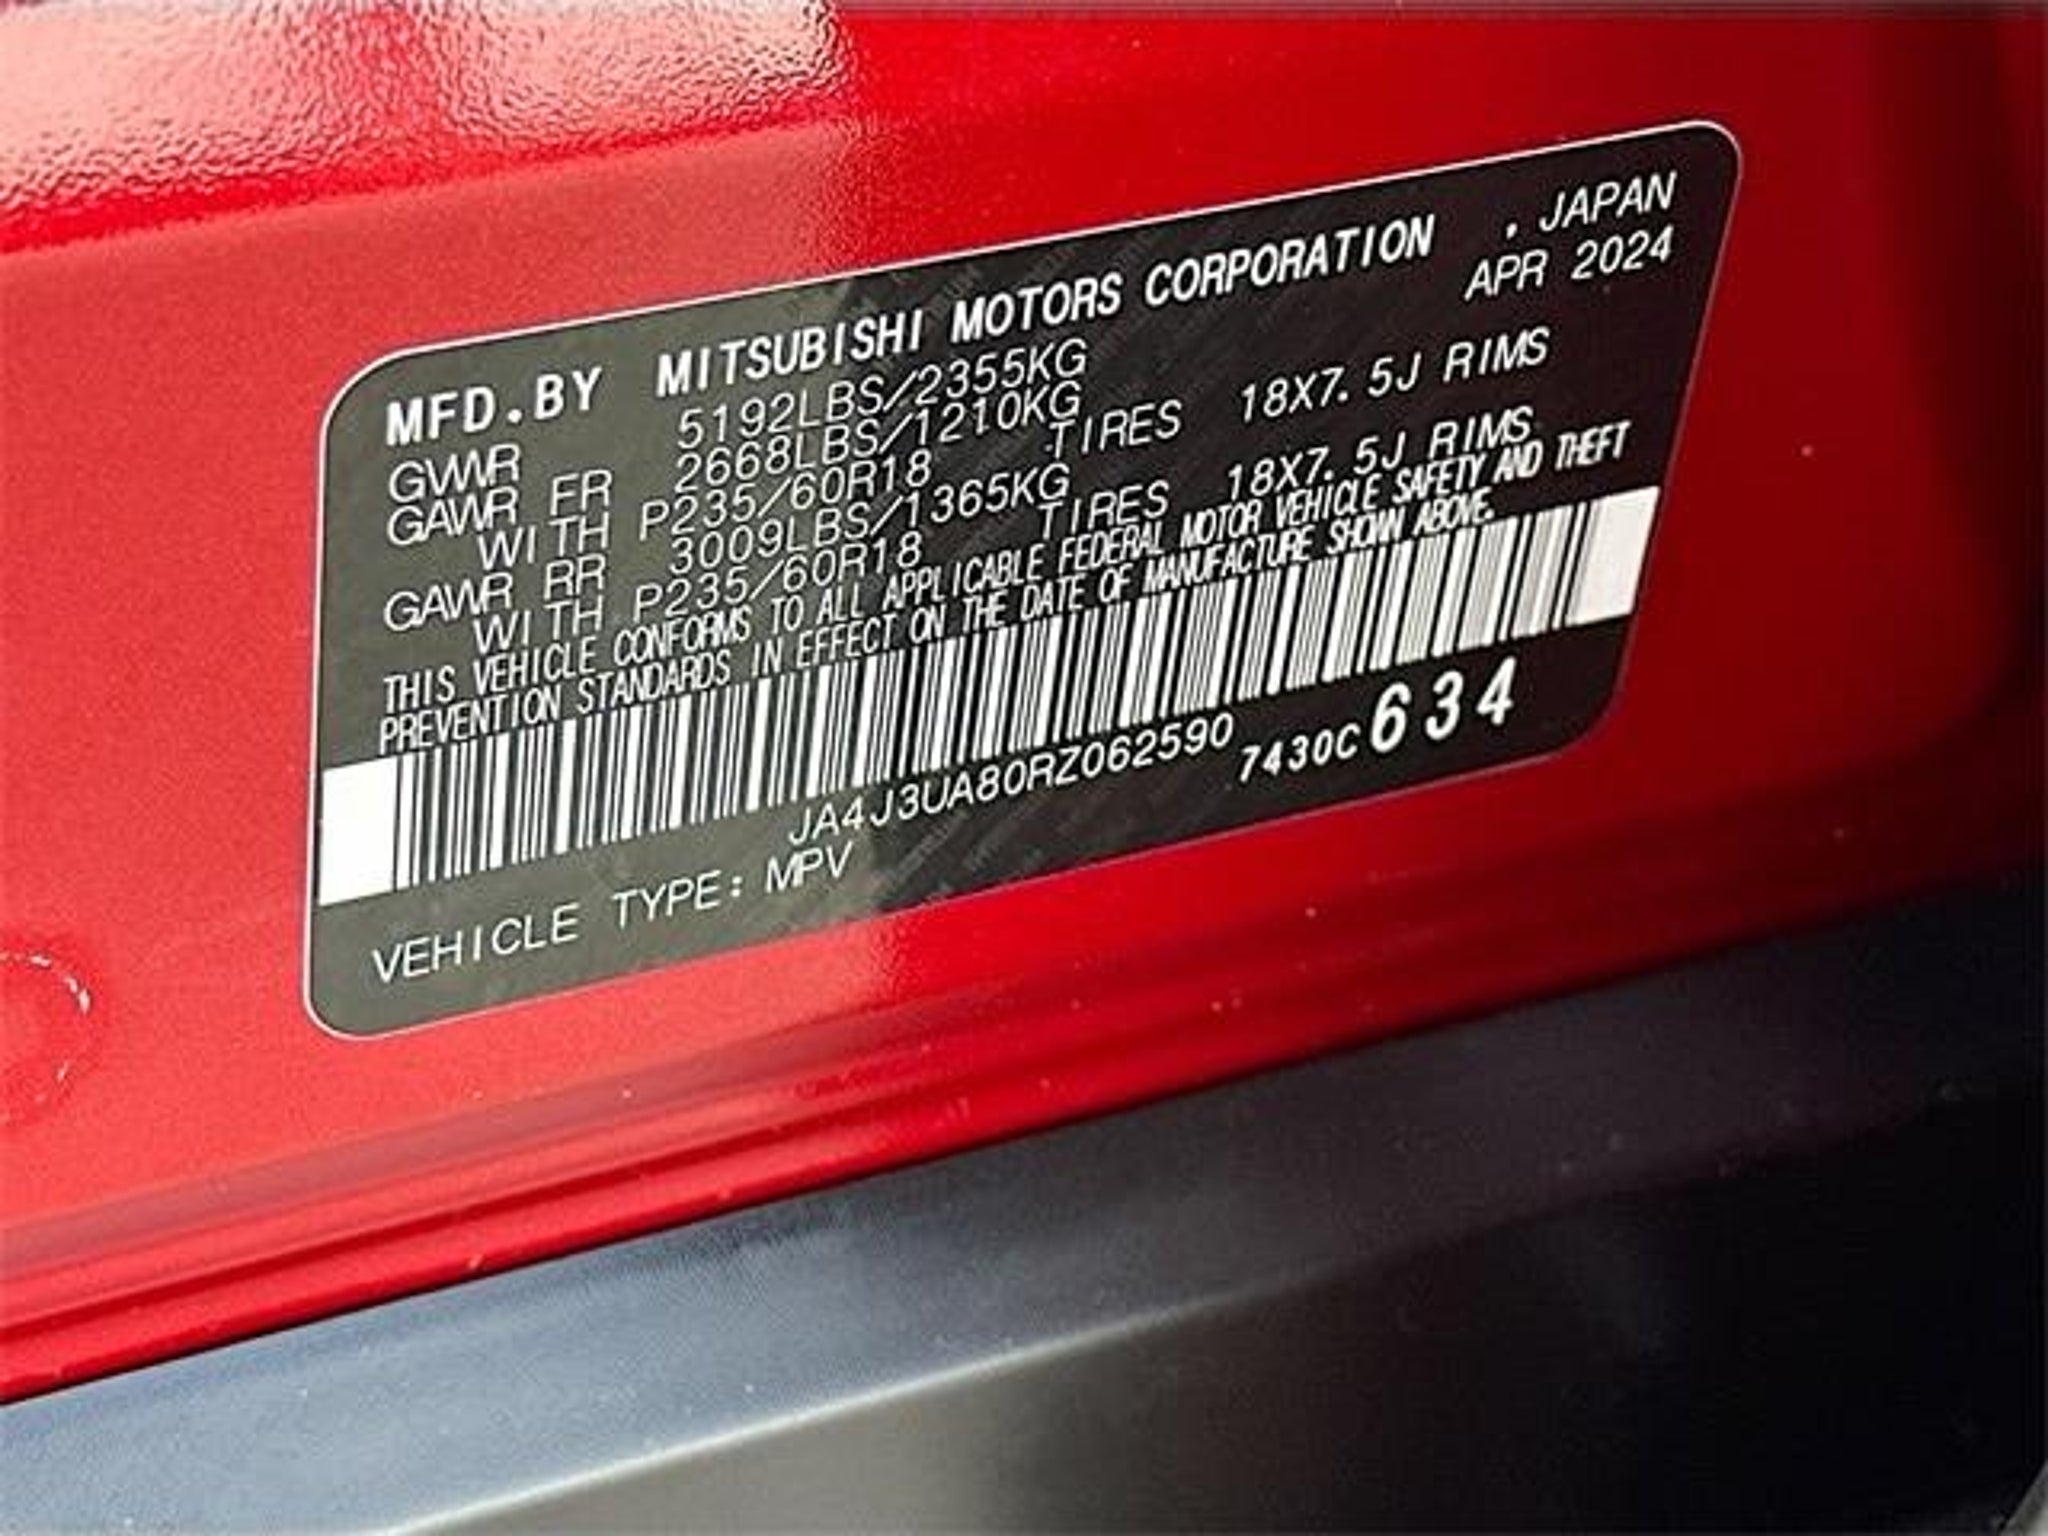 MFD.BY MITSUBISHI MOTORS CORPORATION , JAPAN
GVWR 5192LBS/2355KG APR 2024
GAWR FR 2668LBS/1210KG
WITH P235/60R18 TIRES 18X7.5J RIMS
GAWR RR 3009LBS/1365KG
WITH P235/60R18 TIRES 18X7.5J RIMS
THIS VEHICLE CONFORMS TO ALL APPLICABLE FEDERAL MOTOR VEHICLE SAFETY AND THEFT
PREVENTION STANDARDS IN EFFECT ON THE DATE OF MANUFACTURE SHOWN ABOVE.
JA4J3UA80RZ062590 7430C634
VEHICLE TYPE: MPV